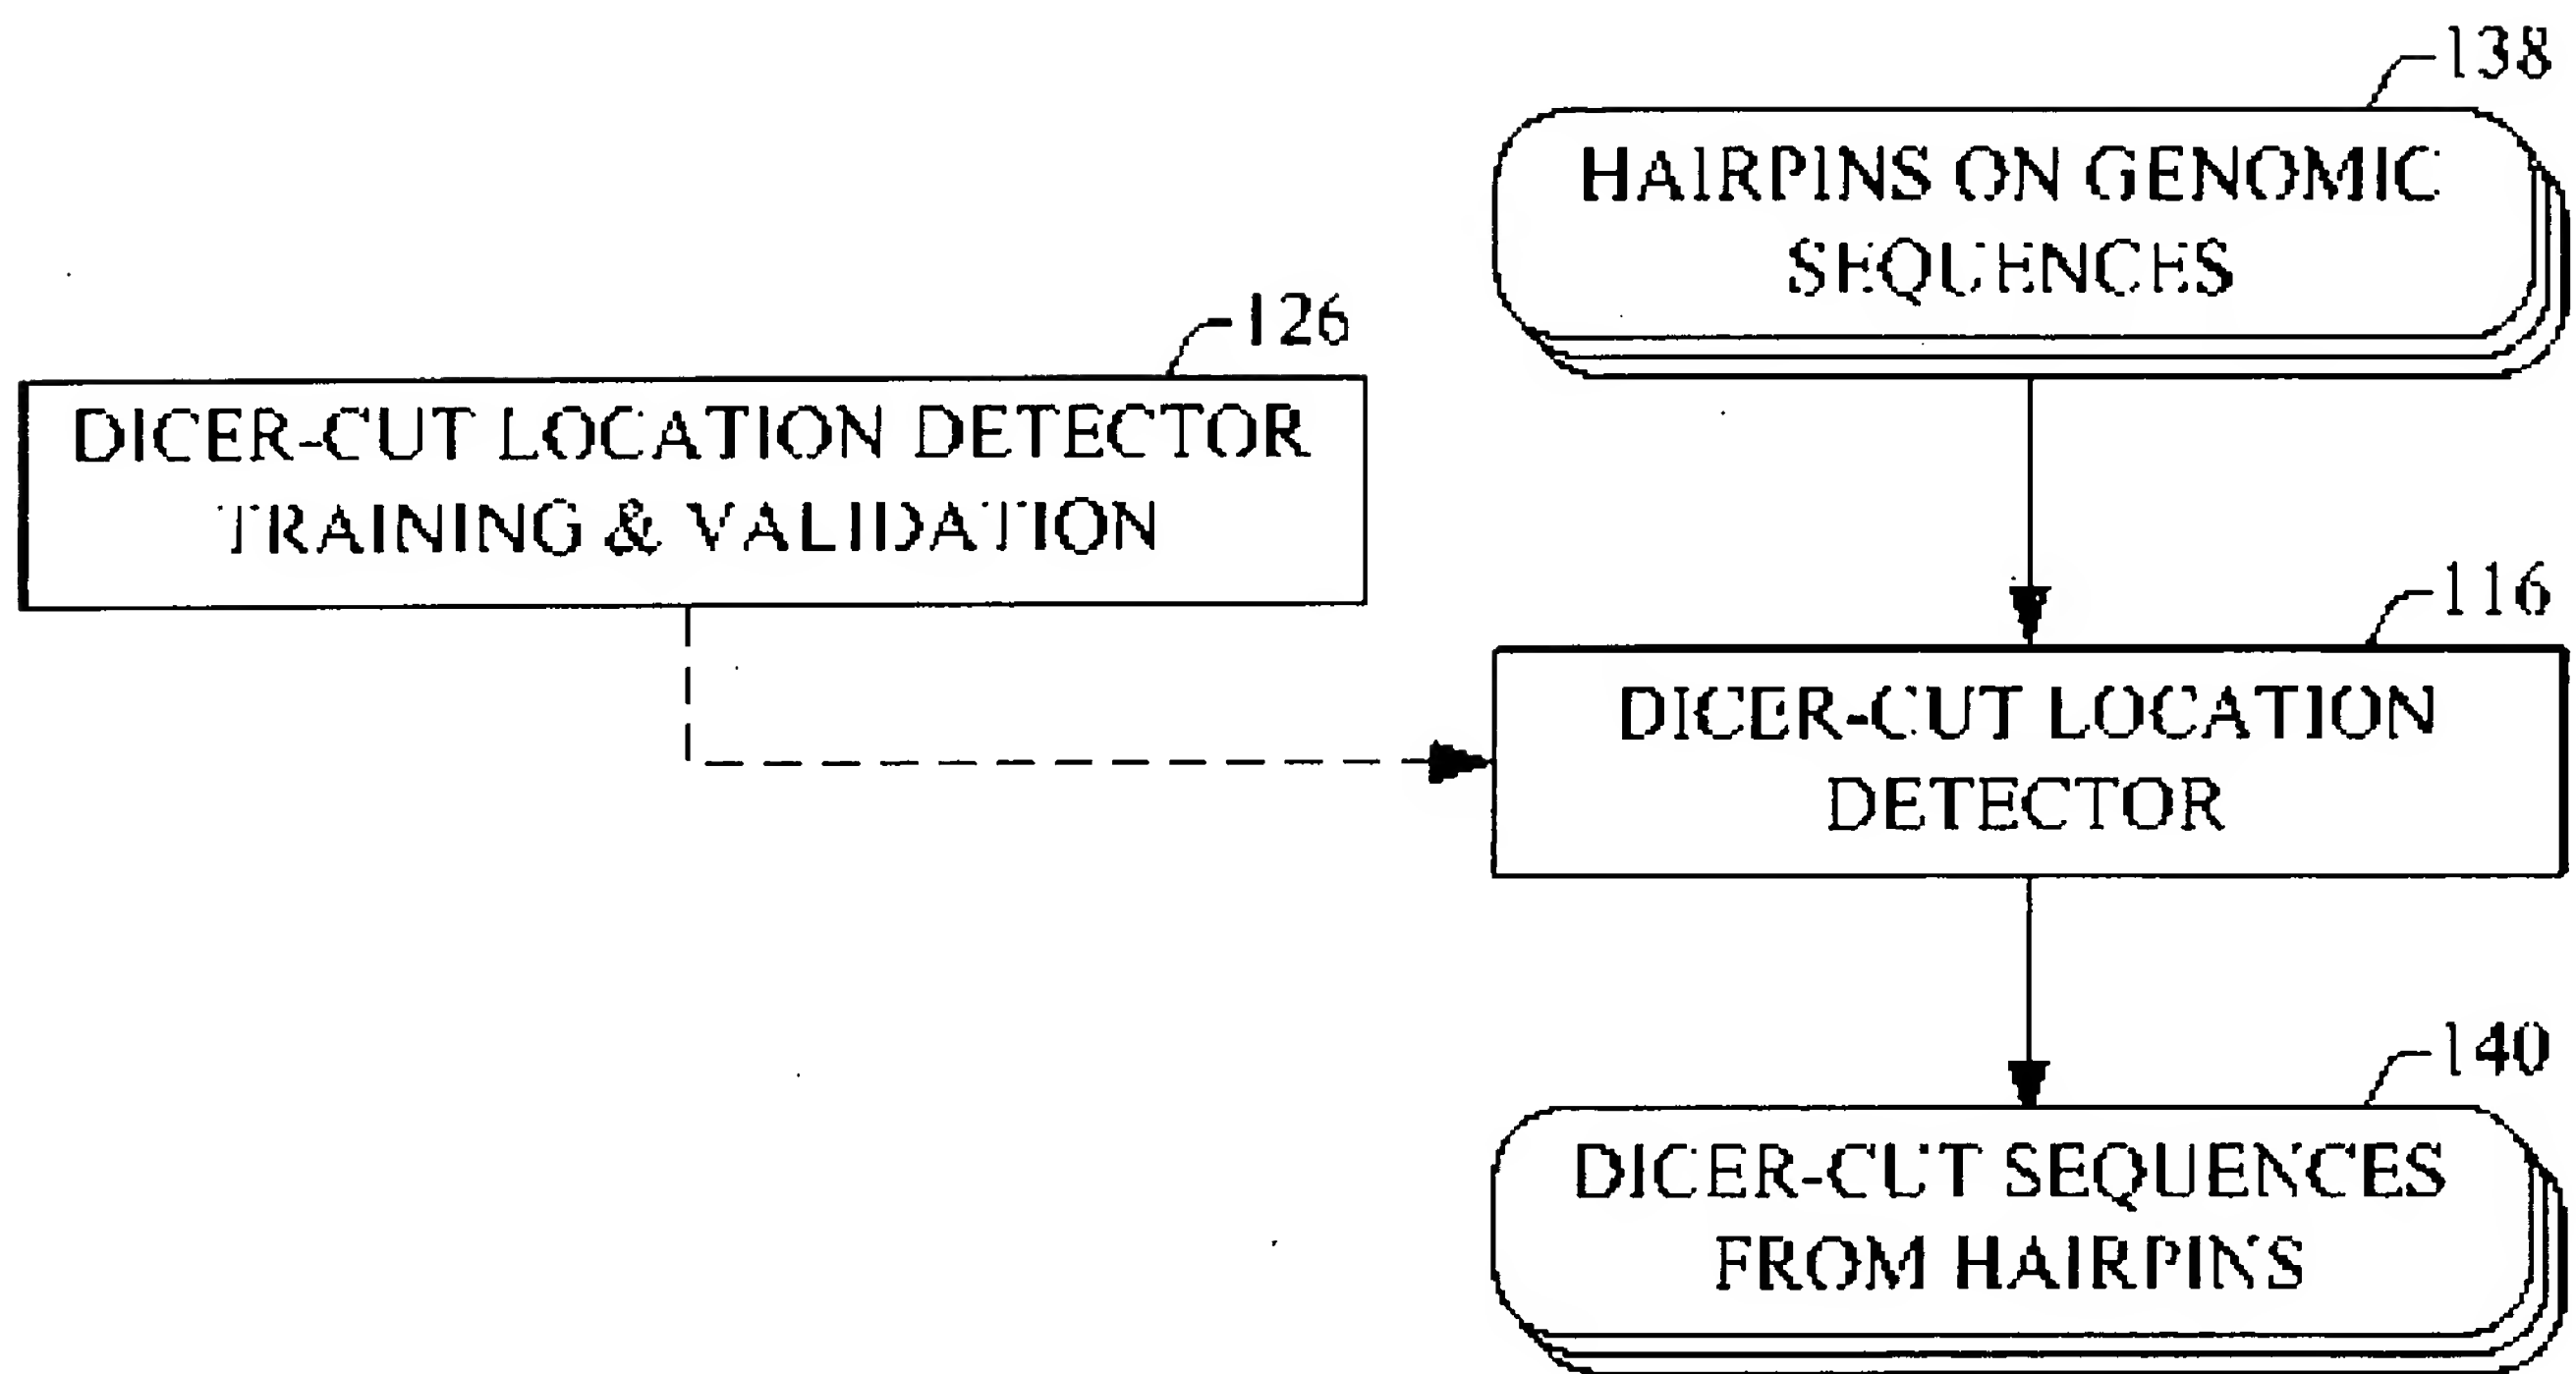 138
HAIRPINS ON GENOMIC
SEQUENCES
126
DICER-CUT LOCATION DETECTOR
TRAINING & VALIDATION
116
DICER-CUT LOCATION
DETECTOR
140
DICER-CUT SEQUENCES
FROM HAIRPINS